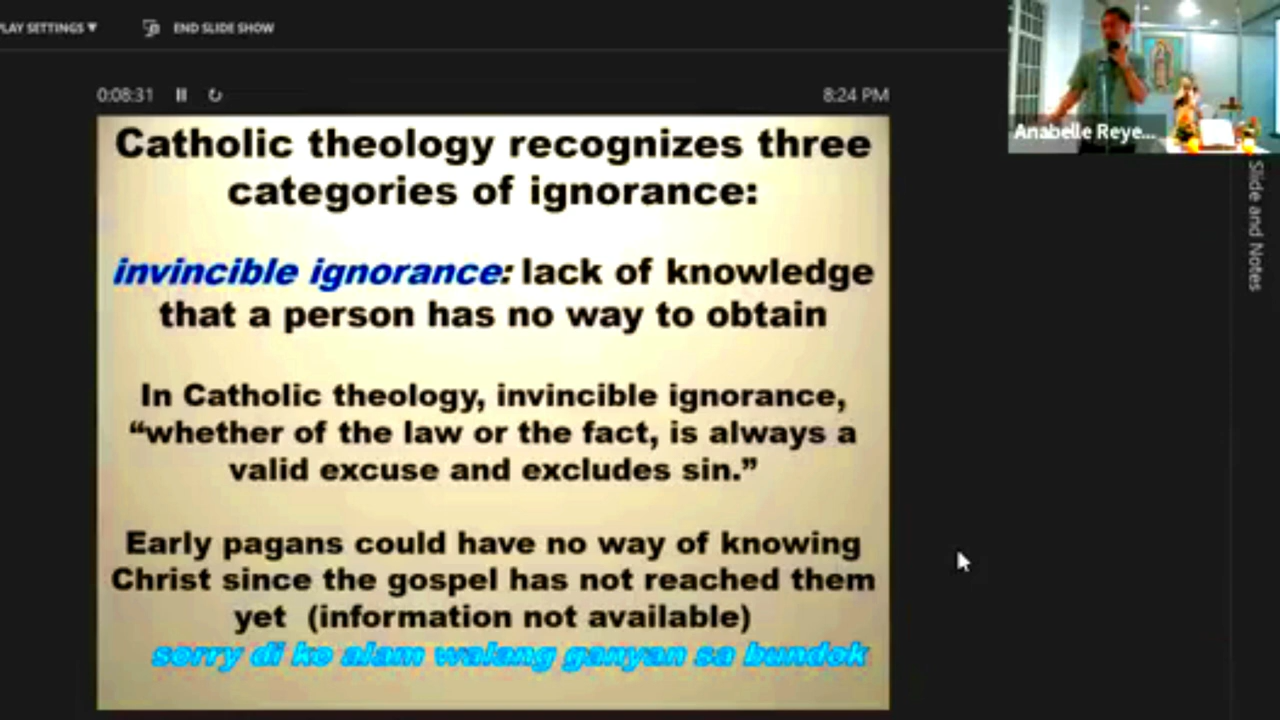 PLAY SETTINGS ▼ END SLIDE SHOW
0:08:31 8:24 PM
Anabelle Reye...
Slide and Notes
Catholic theology recognizes three
categories of ignorance:
invincible ignorance: lack of knowledge
that a person has no way to obtain
In Catholic theology, invincible ignorance,
“whether of the law or the fact, is always a
valid excuse and excludes sin.”
Early pagans could have no way of knowing
Christ since the gospel has not reached them
yet (information not available)
sorry di ko alam walang ganyan sa bundok